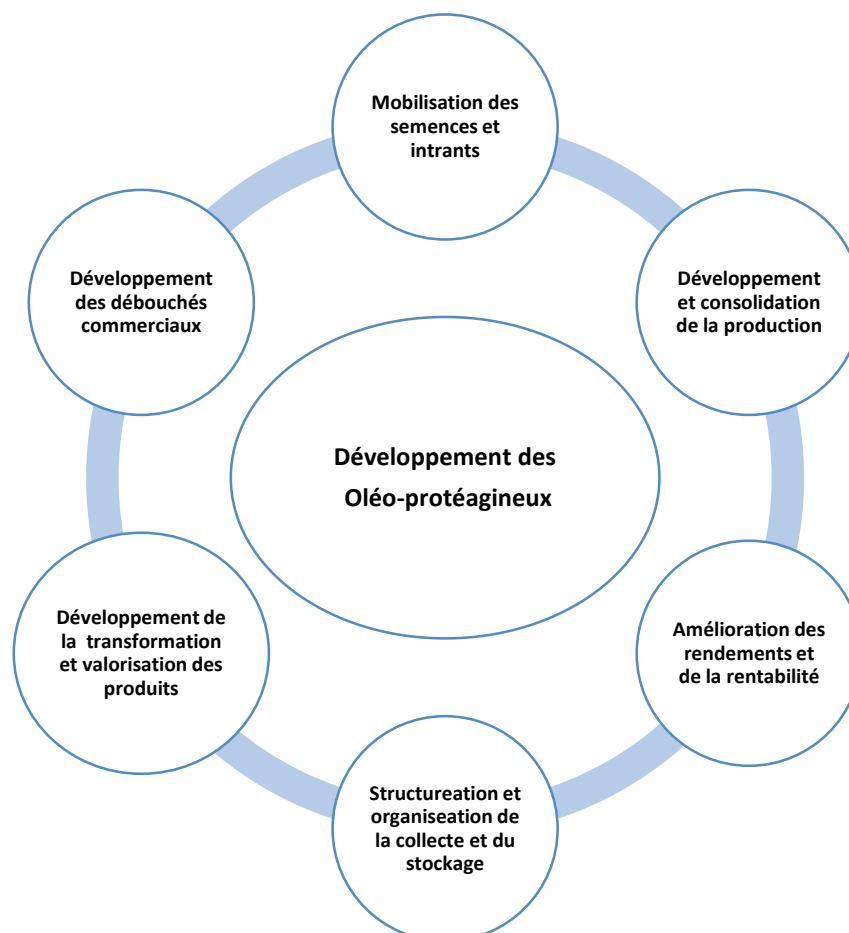 Mobilisation des
semences et
intrants
Développement
et consolidation
de la production
Amélioration des
rendements et
de la rentabilité
Structureation et
organiseation de
la collecte et du
stockage
Développement de
la transformation
et valorisation des
produits
Développement
des débouchés
commerciaux
Développement des
Oléo-protéagineux